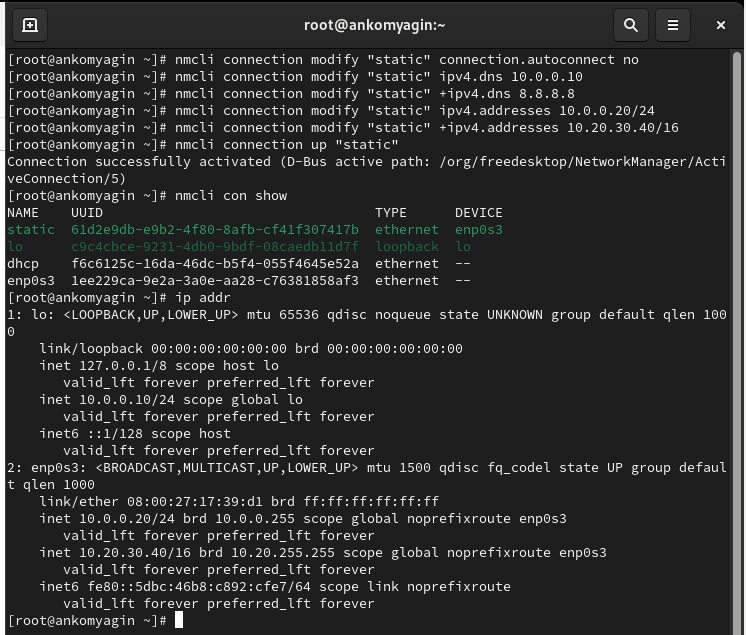 root@ankomyagin:~
[root@ankomyagin ~]# nmcli connection modify "static" connection.autoconnect no
[root@ankomyagin ~]# nmcli connection modify "static" ipv4.dns 10.0.0.10
[root@ankomyagin ~]# nmcli connection modify "static" +ipv4.dns 8.8.8.8
[root@ankomyagin ~]# nmcli connection modify "static" ipv4.addresses 10.0.0.20/24
[root@ankomyagin ~]# nmcli connection modify "static" +ipv4.addresses 10.20.30.40/16
[root@ankomyagin ~]# nmcli connection up "static"
Connection successfully activated (D-Bus active path: /org/freedesktop/NetworkManager/Acti
veConnection/5)
[root@ankomyagin ~]# nmcli con show
NAME    UUID                                  TYPE      DEVICE
static  61d2e9db-e9b2-4f80-8afb-cf41f307417b  ethernet  enp0s3
lo      c9c4cbce-9231-4db0-9bdf-08caedb11d7f  loopback  lo
dhcp    f6c6125c-16da-46dc-b5f4-055f4645e52a  ethernet  --
enp0s3  1ee229ca-9e2a-3a0e-aa28-c76381858af3  ethernet  --
[root@ankomyagin ~]# ip addr
1: lo: <LOOPBACK,UP,LOWER_UP> mtu 65536 qdisc noqueue state UNKNOWN group default qlen 100
0
    link/loopback 00:00:00:00:00:00 brd 00:00:00:00:00:00
    inet 127.0.0.1/8 scope host lo
       valid_lft forever preferred_lft forever
    inet 10.0.0.10/24 scope global lo
       valid_lft forever preferred_lft forever
    inet6 ::1/128 scope host
       valid_lft forever preferred_lft forever
2: enp0s3: <BROADCAST,MULTICAST,UP,LOWER_UP> mtu 1500 qdisc fq_codel state UP group defaul
t qlen 1000
    link/ether 08:00:27:17:39:d1 brd ff:ff:ff:ff:ff:ff
    inet 10.0.0.20/24 brd 10.0.0.255 scope global noprefixroute enp0s3
       valid_lft forever preferred_lft forever
    inet 10.20.30.40/16 brd 10.20.255.255 scope global noprefixroute enp0s3
       valid_lft forever preferred_lft forever
    inet6 fe80::5dbc:46b8:c892:cfe7/64 scope link noprefixroute
       valid_lft forever preferred_lft forever
[root@ankomyagin ~]#